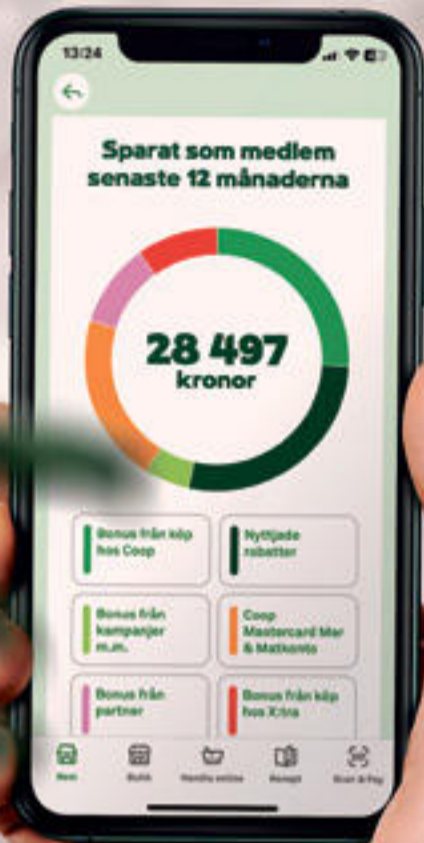 13:24
Sparat som medlem
senaste 12 månaderna
28 497
kronor
Bonus från köp
hos Coop
Nyttjade
rabatter
Bonus från
kampanjer
m.m.
Coop
Mastercard Mer
& Matkonto
Bonus från
partner
Bonus från köp
hos X:tra
Hem
Butik
Handla online
Recept
Scan & Pay